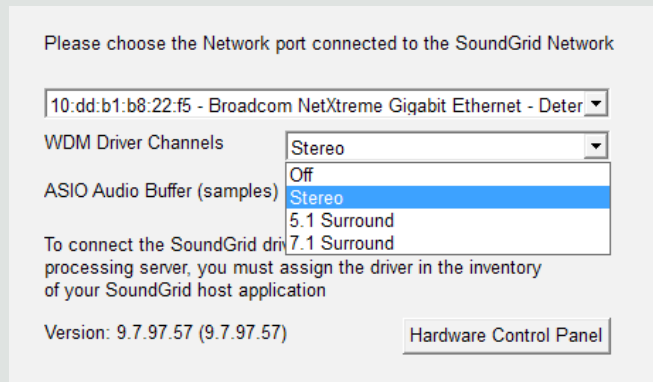 Please choose the Network port connected to the SoundGrid Network
10:dd:b1:b8:22:f5 - Broadcom NetXtreme Gigabit Ethernet - Deter
WDM Driver Channels
Stereo
Off
Stereo
5.1 Surround
7.1 Surround
ASIO Audio Buffer (samples)
To connect the SoundGrid dri
processing server, you must assign the driver in the inventory
of your SoundGrid host application
Version: 9.7.97.57 (9.7.97.57)
Hardware Control Panel